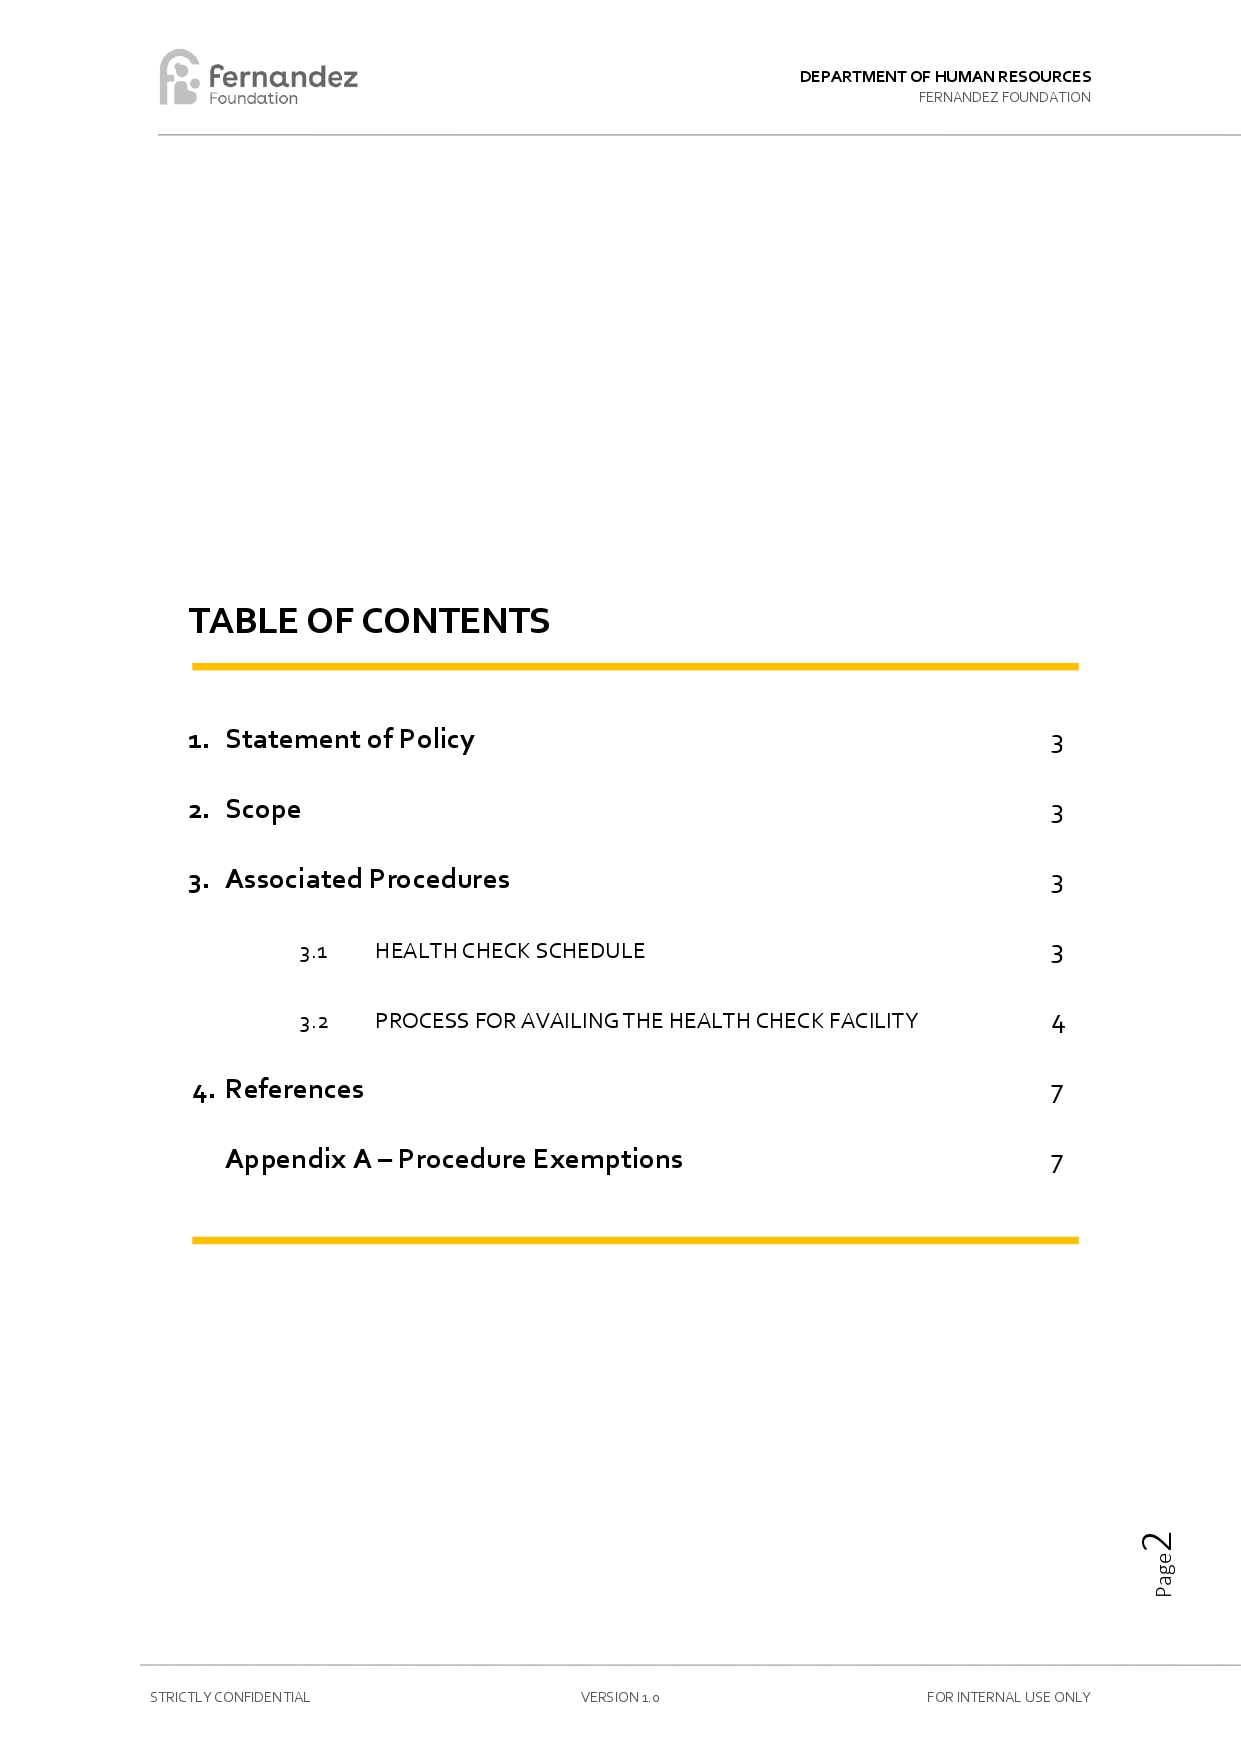 fernandez
Foundation
DEPARTMENT OF HUMAN RESOURCES
FERNANDEZ FOUNDATION
TABLE OF CONTENTS
1. Statement of Policy 3
2. Scope 3
3. Associated Procedures 3
3.1 HEALTH CHECK SCHEDULE 3
3.2 PROCESS FOR AVAILING THE HEALTH CHECK FACILITY 4
4. References 7
Appendix A – Procedure Exemptions 7
Page 2
STRICTLY CONFIDENTIAL VERSION 1.0 FOR INTERNAL USE ONLY